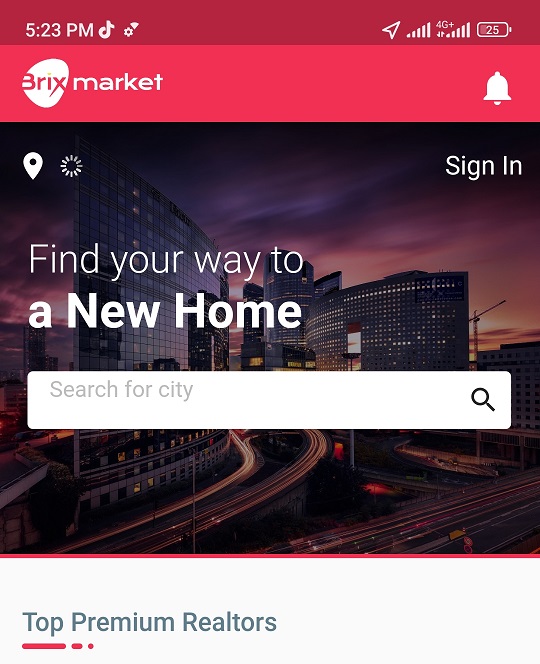 5:23 PM
4G+
25
Brix market
Sign In
Find your way to
a New Home
Search for city
Top Premium Realtors